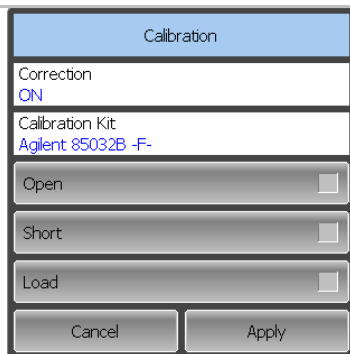 Calibration
Correction
ON
Calibration Kit
Agilent 85032B -F-
Open
Short
Load
Cancel
Apply